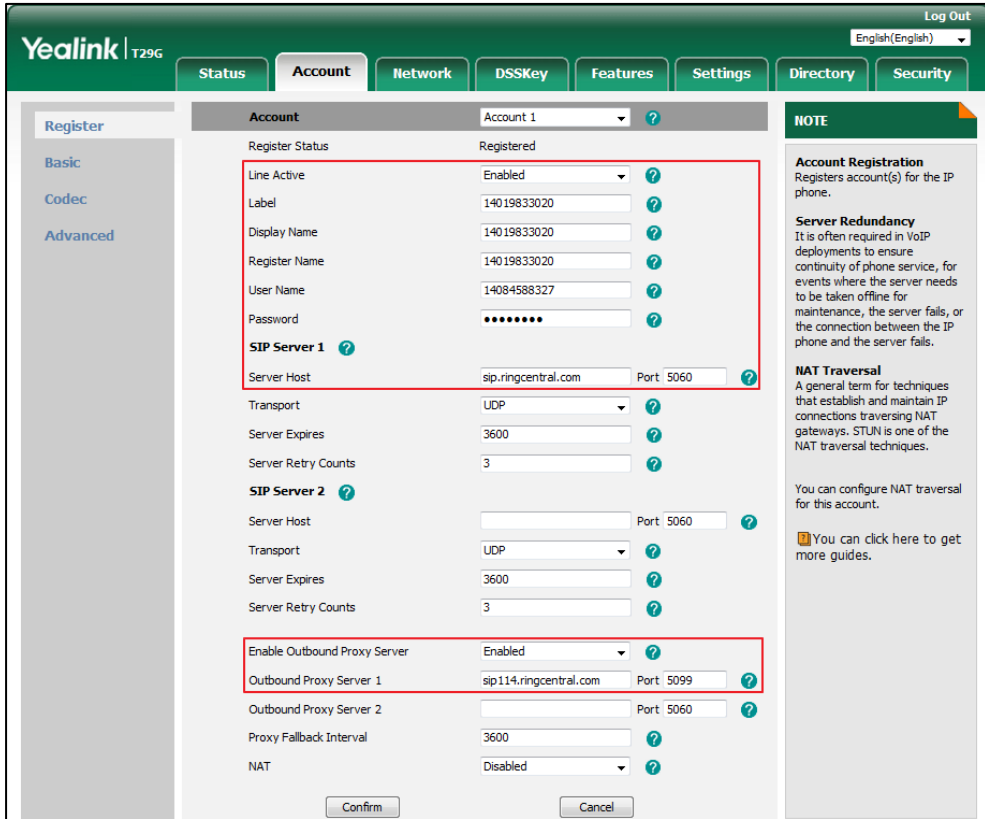 Log Out
Yealink | T29G
English(English)
Status Account Network DSSKey Features Settings Directory Security
Register
Basic
Codec
Advanced
Account Account 1 ?
Register Status Registered
Line Active Enabled ?
Label 14019833020 ?
Display Name 14019833020 ?
Register Name 14019833020 ?
User Name 14084588327 ?
Password •••••••• ?
SIP Server 1 ?
Server Host sip.ringcentral.com Port 5060 ?
Transport UDP ?
Server Expires 3600 ?
Server Retry Counts 3 ?
SIP Server 2 ?
Server Host Port 5060 ?
Transport UDP ?
Server Expires 3600 ?
Server Retry Counts 3 ?
Enable Outbound Proxy Server Enabled ?
Outbound Proxy Server 1 sip114.ringcentral.com Port 5099 ?
Outbound Proxy Server 2 Port 5060 ?
Proxy Fallback Interval 3600 ?
NAT Disabled ?
Confirm Cancel
NOTE
Account Registration
Registers account(s) for the IP
phone.
Server Redundancy
It is often required in VoIP
deployments to ensure
continuity of phone service, for
events where the server needs
to be taken offline for
maintenance, the server fails, or
the connection between the IP
phone and the server fails.
NAT Traversal
A general term for techniques
that establish and maintain IP
connections traversing NAT
gateways. STUN is one of the
NAT traversal techniques.
You can configure NAT traversal
for this account.
? You can click here to get
more guides.